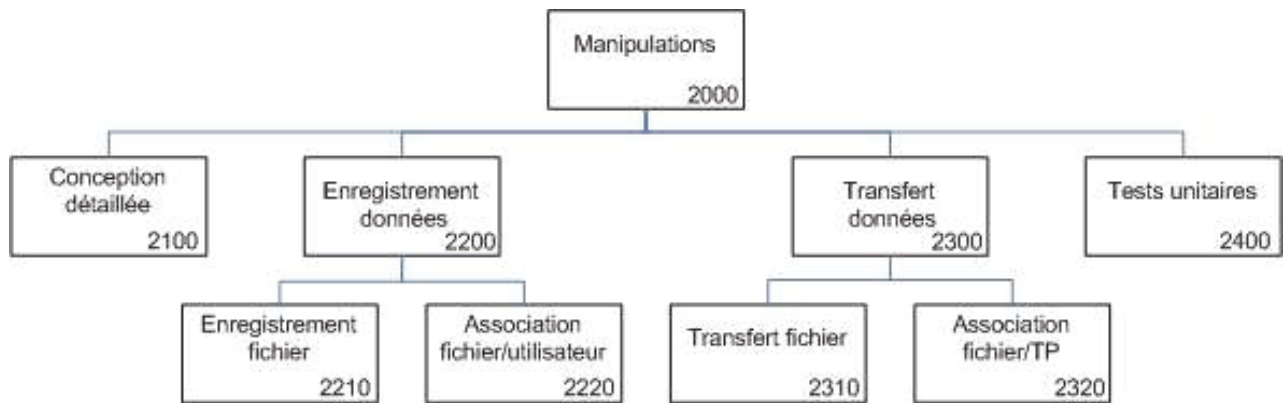 Manipulations
2000
Conception
détaillée
2100
Enregistrement
données
2200
Transfert
données
2300
Tests unitaires
2400
Enregistrement
fichier
2210
Association
fichier/utilisateur
2220
Transfert fichier
2310
Association
fichier/TP
2320